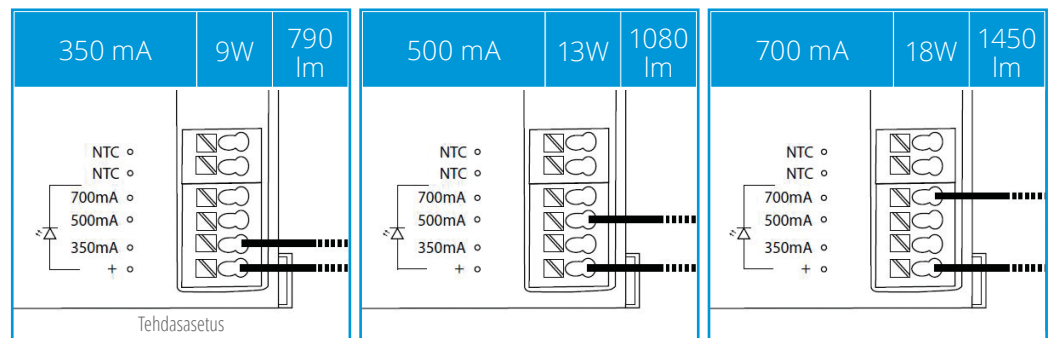 350 mA 9W 790 lm
NTC
NTC
700mA
500mA
350mA
+
Tehdasasetus
500 mA 13W 1080 lm
NTC
NTC
700mA
500mA
350mA
+
700 mA 18W 1450 lm
NTC
NTC
700mA
500mA
350mA
+